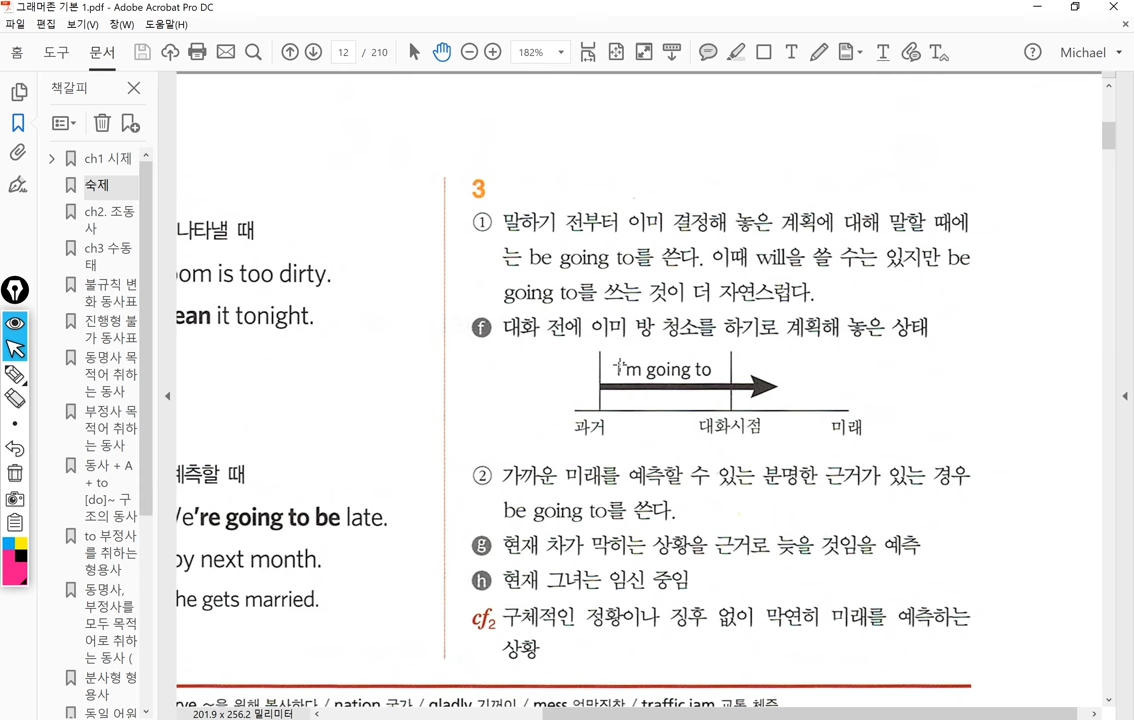 그래머존 기본 1.pdf - Adobe Acrobat Pro DC
파일 편집 보기(V) 창(W) 도움말(H)
홈 도구 문서 12 / 210 182% Michael
책갈피
ch1 시제
숙제
ch2. 조동
사
ch3 수동
태
불규칙 변
화 동사표
진행형 불
가 동사표
동명사 목
적어 취하
는 동사
부정사 목
적어 취하
는 동사
동사 + A
+ to
[do]~ 구
조의 동사
to 부정사
를 취하는
형용사
동명사,
부정사를
모두 목적
어로 취하
는 동사 (
분사형 형
용사
동일 어원
나타낼 때
oom is too dirty.
ean it tonight.
예측할 때
We're going to be late.
by next month.
he gets married.
3
① 말하기 전부터 이미 결정해 놓은 계획에 대해 말할 때에
는 be going to를 쓴다. 이때 will을 쓸 수는 있지만 be
going to를 쓰는 것이 더 자연스럽다.
f 대화 전에 이미 방 청소를 하기로 계획해 놓은 상태
I'm going to
과거 대화시점 미래
② 가까운 미래를 예측할 수 있는 분명한 근거가 있는 경우
be going to를 쓴다.
g 현재 차가 막히는 상황을 근거로 늦을 것임을 예측
h 현재 그녀는 임신 중임
cf.2 구체적인 정황이나 징후 없이 막연히 미래를 예측하는
상황
rve ~을 위해 봉사하다 / nation 국가 / gladly 기꺼이 / mess 엉망진창 / traffic jam 교통 체증
201.9 x 256.2 밀리미터